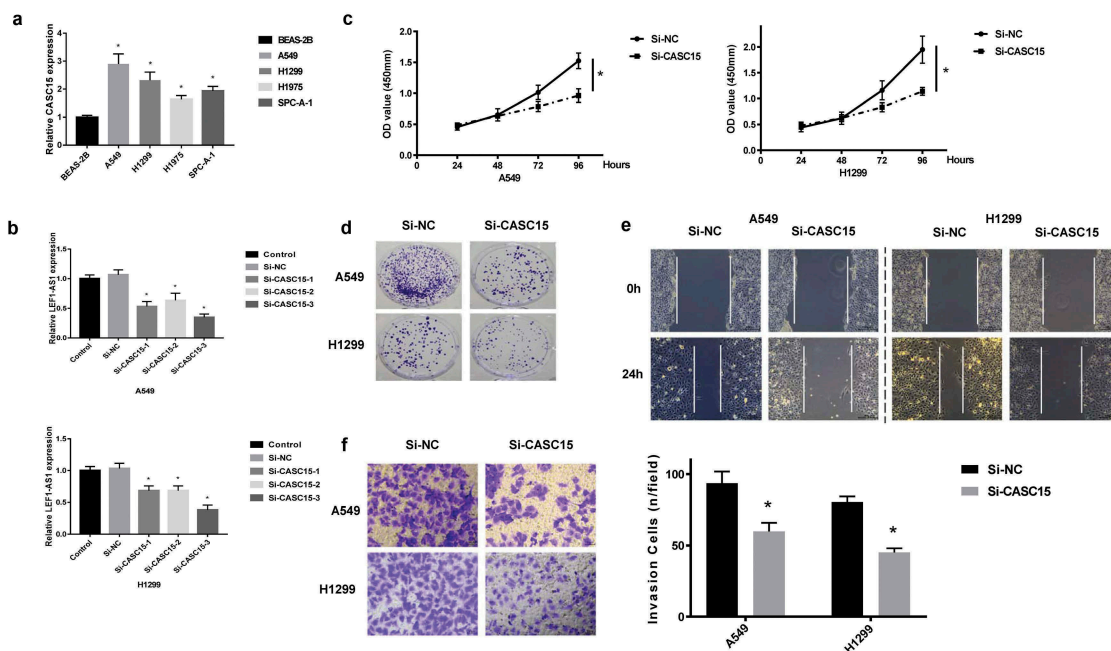 a
Relative CASC15 expression
4
3
2
1
0
*
*
*
*
BEAS-2B
A549
H1299
H1975
SPC-A-1
BEAS-2B
A549
H1299
H1975
SPC-A-1
b
Relative LEF1-AS1 expression
1.5
1.0
0.5
0.0
*
*
*
Control
Si-NC
Si-CASC15-1
Si-CASC15-2
Si-CASC15-3
A549
Control
Si-NC
Si-CASC15-1
Si-CASC15-2
Si-CASC15-3
Relative LEF1-AS1 expression
1.5
1.0
0.5
0.0
*
*
*
Control
Si-NC
Si-CASC15-1
Si-CASC15-2
Si-CASC15-3
H1299
Control
Si-NC
Si-CASC15-1
Si-CASC15-2
Si-CASC15-3
c
OD value (450mm)
2.0
1.5
1.0
0.5
0.0
0 24 48 72 96 Hours
A549
Si-NC
Si-CASC15
*
OD value (450mm)
2.0
1.5
1.0
0.5
0.0
0 24 48 72 96 Hours
H1299
Si-NC
Si-CASC15
*
d
Si-NC Si-CASC15
A549
H1299
e
A549 H1299
Si-NC Si-CASC15 Si-NC Si-CASC15
0h
24h
f
Si-NC Si-CASC15
A549
H1299
Invasion Cells (n/field)
100
50
0
*
*
A549
H1299
Si-NC
Si-CASC15